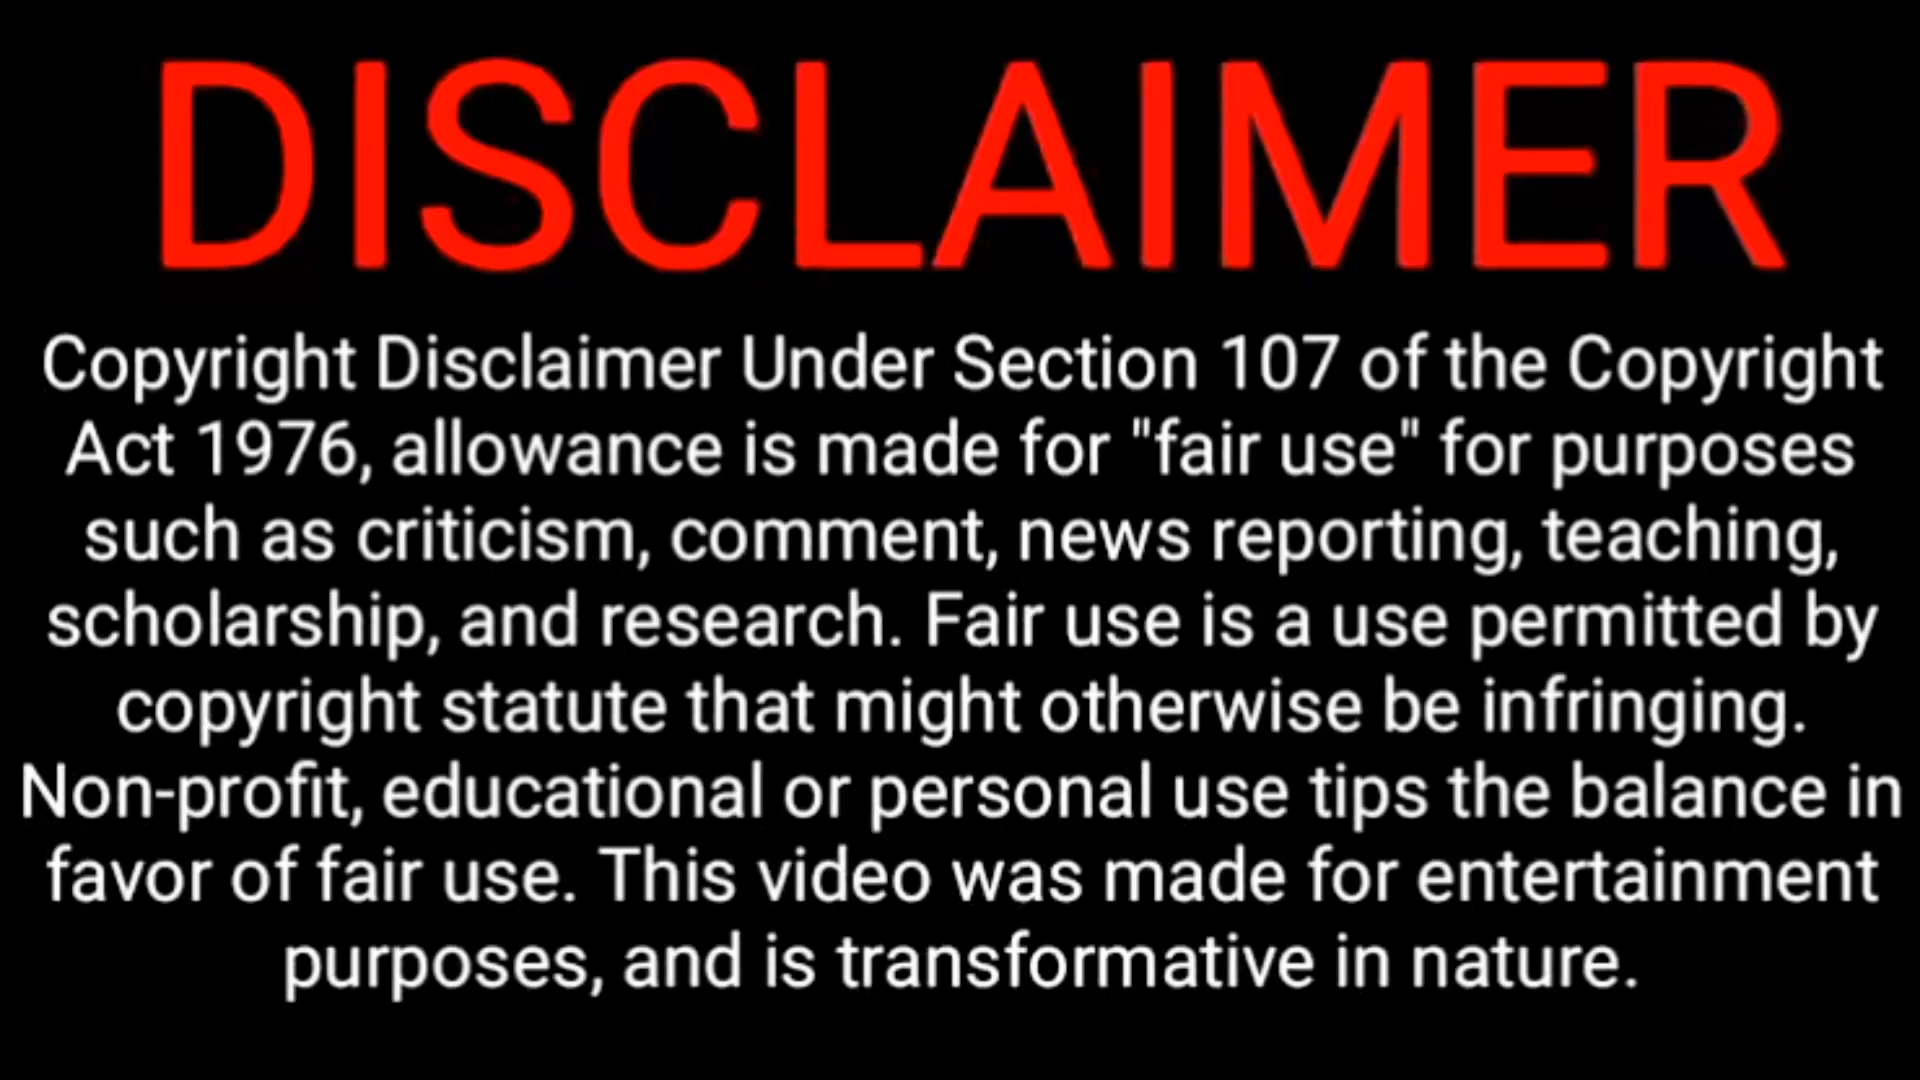 DISCLAIMER
Copyright Disclaimer Under Section 107 of the Copyright
Act 1976, allowance is made for "fair use" for purposes
such as criticism, comment, news reporting, teaching,
scholarship, and research. Fair use is a use permitted by
copyright statute that might otherwise be infringing.
Non-profit, educational or personal use tips the balance in
favor of fair use. This video was made for entertainment
purposes, and is transformative in nature.